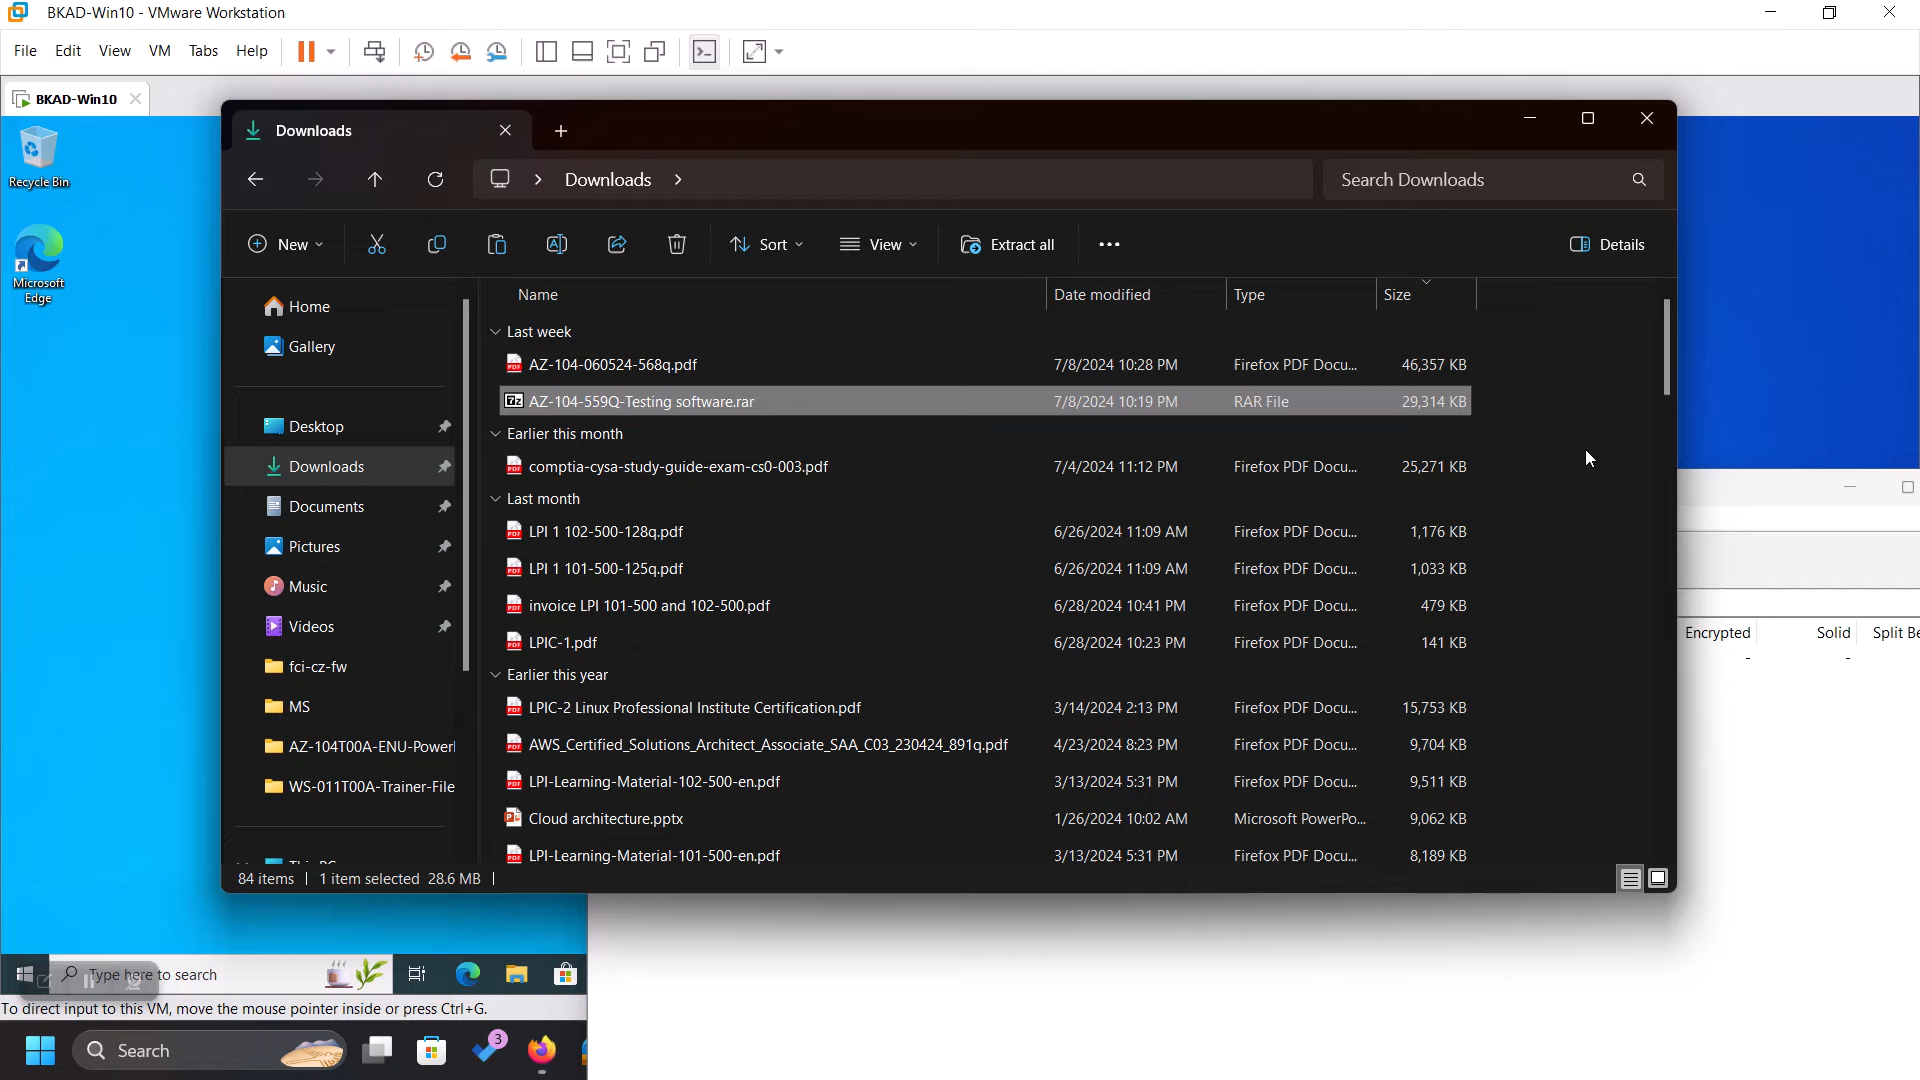 BKAD-Win10 - VMware Workstation
File Edit View VM Tabs Help
BKAD-Win10
Recycle Bin
Microsoft
Edge
Downloads
Downloads
Search Downloads
New
Sort
View
Extract all
Details
Name Date modified Type Size
Home
Gallery
Desktop
Downloads
Documents
Pictures
Music
Videos
fci-cz-fw
MS
AZ-104T00A-ENU-Power
WS-011T00A-Trainer-File
Last week
AZ-104-060524-568q.pdf 7/8/2024 10:28 PM Firefox PDF Docu... 46,357 KB
7z AZ-104-559Q-Testing software.rar 7/8/2024 10:19 PM RAR File 29,314 KB
Earlier this month
comptia-cysa-study-guide-exam-cs0-003.pdf 7/4/2024 11:12 PM Firefox PDF Docu... 25,271 KB
Last month
LPI 1 102-500-128q.pdf 6/26/2024 11:09 AM Firefox PDF Docu... 1,176 KB
LPI 1 101-500-125q.pdf 6/26/2024 11:09 AM Firefox PDF Docu... 1,033 KB
invoice LPI 101-500 and 102-500.pdf 6/28/2024 10:41 PM Firefox PDF Docu... 479 KB
LPIC-1.pdf 6/28/2024 10:23 PM Firefox PDF Docu... 141 KB
Earlier this year
LPIC-2 Linux Professional Institute Certification.pdf 3/14/2024 2:13 PM Firefox PDF Docu... 15,753 KB
AWS_Certified_Solutions_Architect_Associate_SAA_C03_230424_891q.pdf 4/23/2024 8:23 PM Firefox PDF Docu... 9,704 KB
LPI-Learning-Material-102-500-en.pdf 3/13/2024 5:31 PM Firefox PDF Docu... 9,511 KB
Cloud architecture.pptx 1/26/2024 10:02 AM Microsoft PowerPo... 9,062 KB
LPI-Learning-Material-101-500-en.pdf 3/13/2024 5:31 PM Firefox PDF Docu... 8,189 KB
84 items 1 item selected 28.6 MB
Encrypted Solid Split Be
- -
Type here to search
To direct input to this VM, move the mouse pointer inside or press Ctrl+G.
Search
3